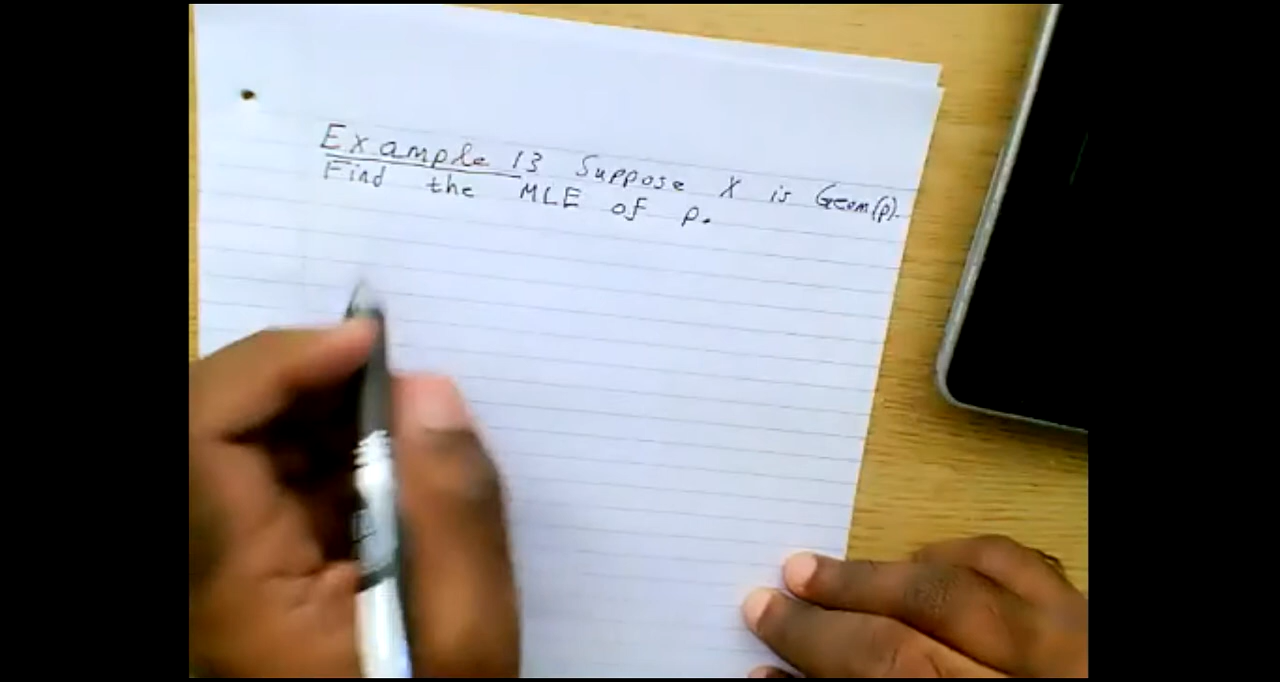 Example 13 Suppose X is Geom(p).
Find the MLE of p.